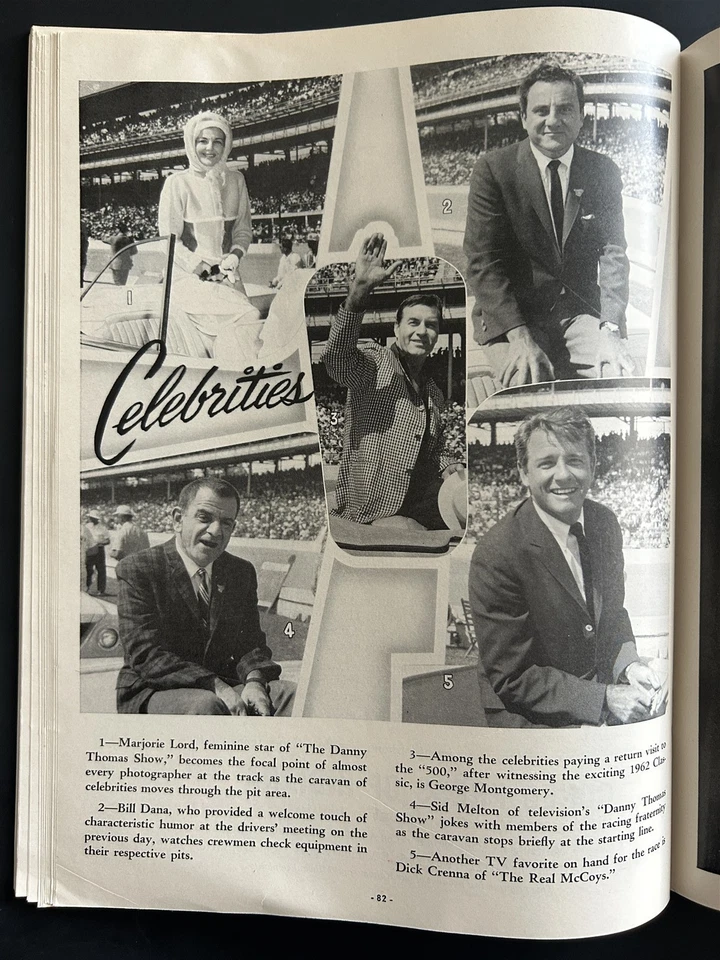 1
2
Celebrities
3
4
5
1—Marjorie Lord, feminine star of “The Danny
Thomas Show,” becomes the focal point of almost
every photographer at the track as the caravan of
celebrities moves through the pit area.
2—Bill Dana, who provided a welcome touch of
characteristic humor at the drivers’ meeting on the
previous day, watches crewmen check equipment in
their respective pits.
3—Among the celebrities paying a return visit to
the “500,” after witnessing the exciting 1962 Clas-
sic, is George Montgomery.
4—Sid Melton of television’s “Danny Thomas
Show” jokes with members of the racing fraternity
as the caravan stops briefly at the starting line.
5—Another TV favorite on hand for the race is
Dick Crenna of “The Real McCoys.”
- 82 -